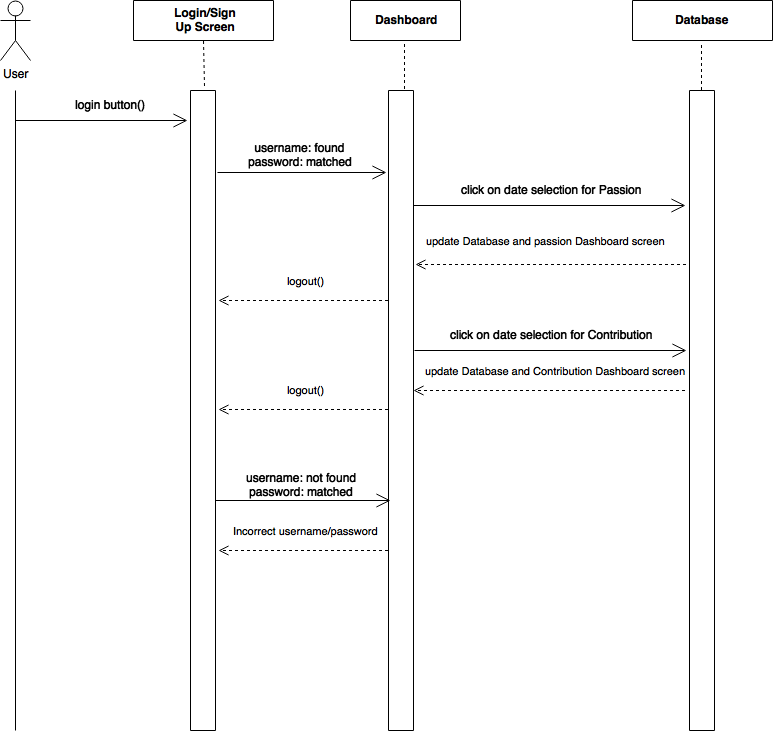 Login/Sign
Up Screen
Dashboard
Database
User
login button()
username: found
password: matched
click on date selection for Passion
update Database and passion Dashboard screen
logout()
click on date selection for Contribution
update Database and Contribution Dashboard screen
logout()
username: not found
password: matched
Incorrect username/password